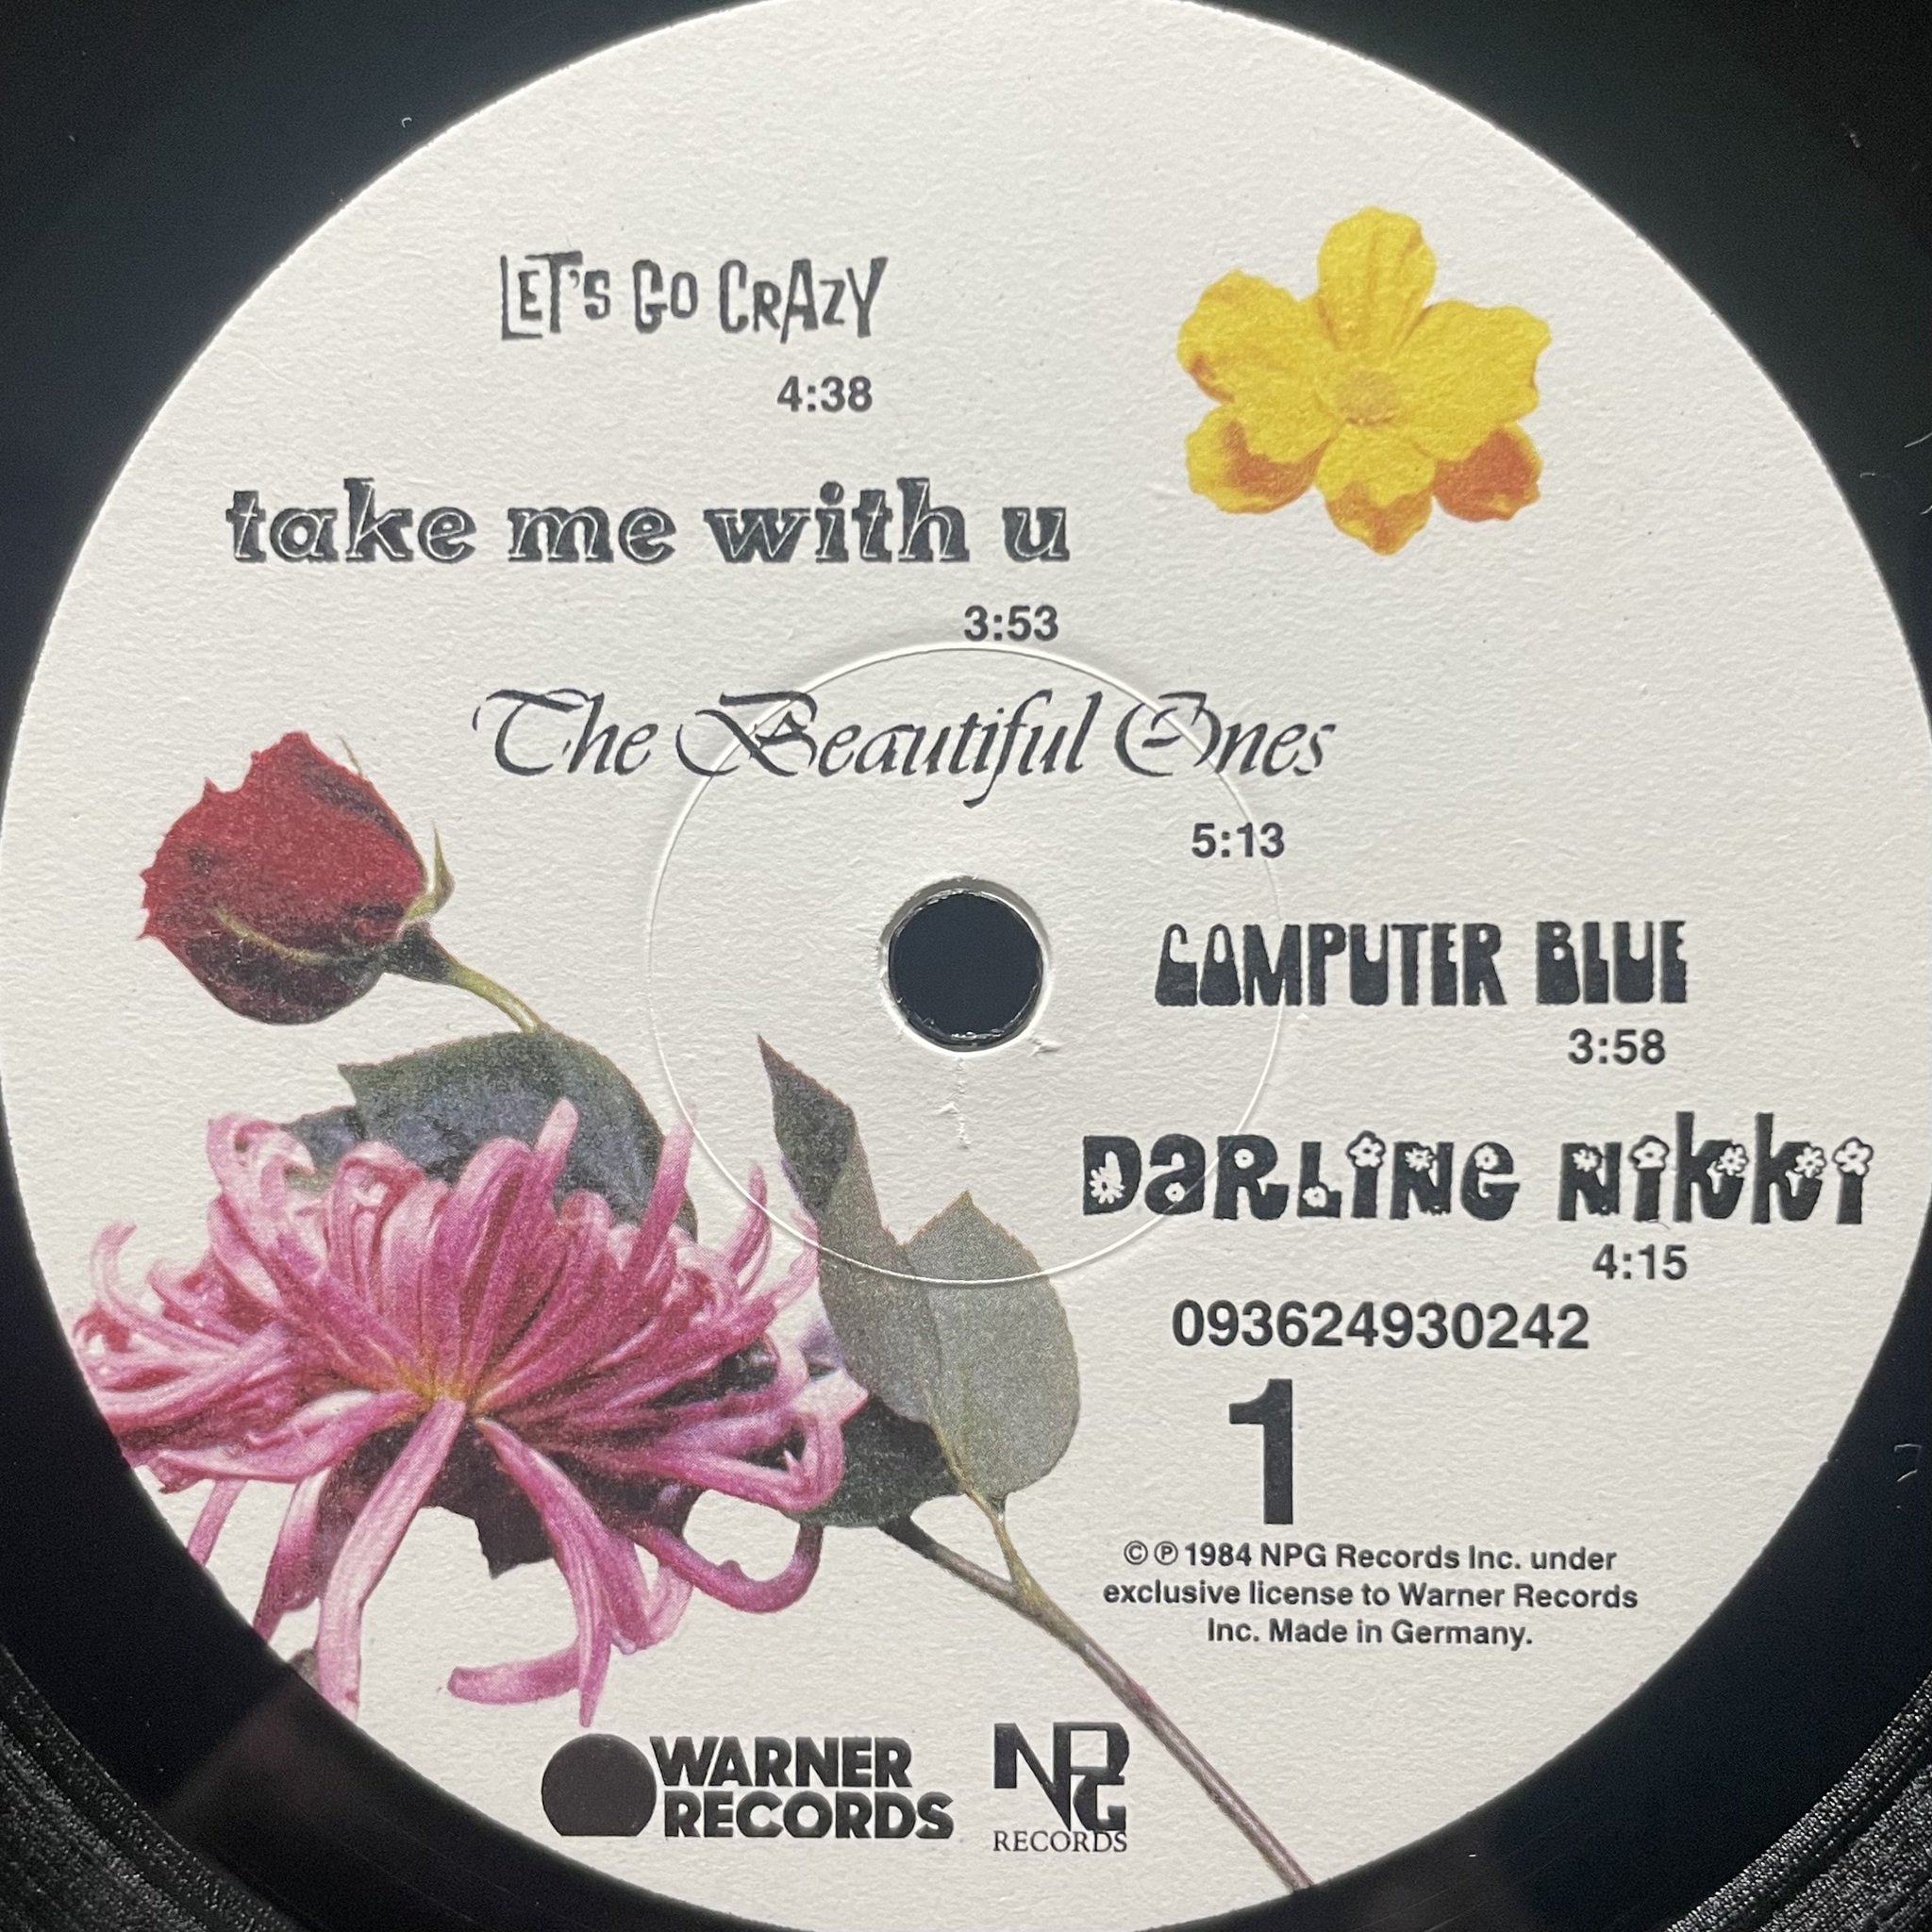 LET'S GO CRAZY
4:38
take me with u
3:53
The Beautiful Ones
5:13
COMPUTER BLUE
3:58
DaRLiNG Nikki
4:15
093624930242
1
©℗1984 NPG Records Inc. under
exclusive license to Warner Records
Inc. Made in Germany.
WARNER
RECORDS
NPG
RECORDS